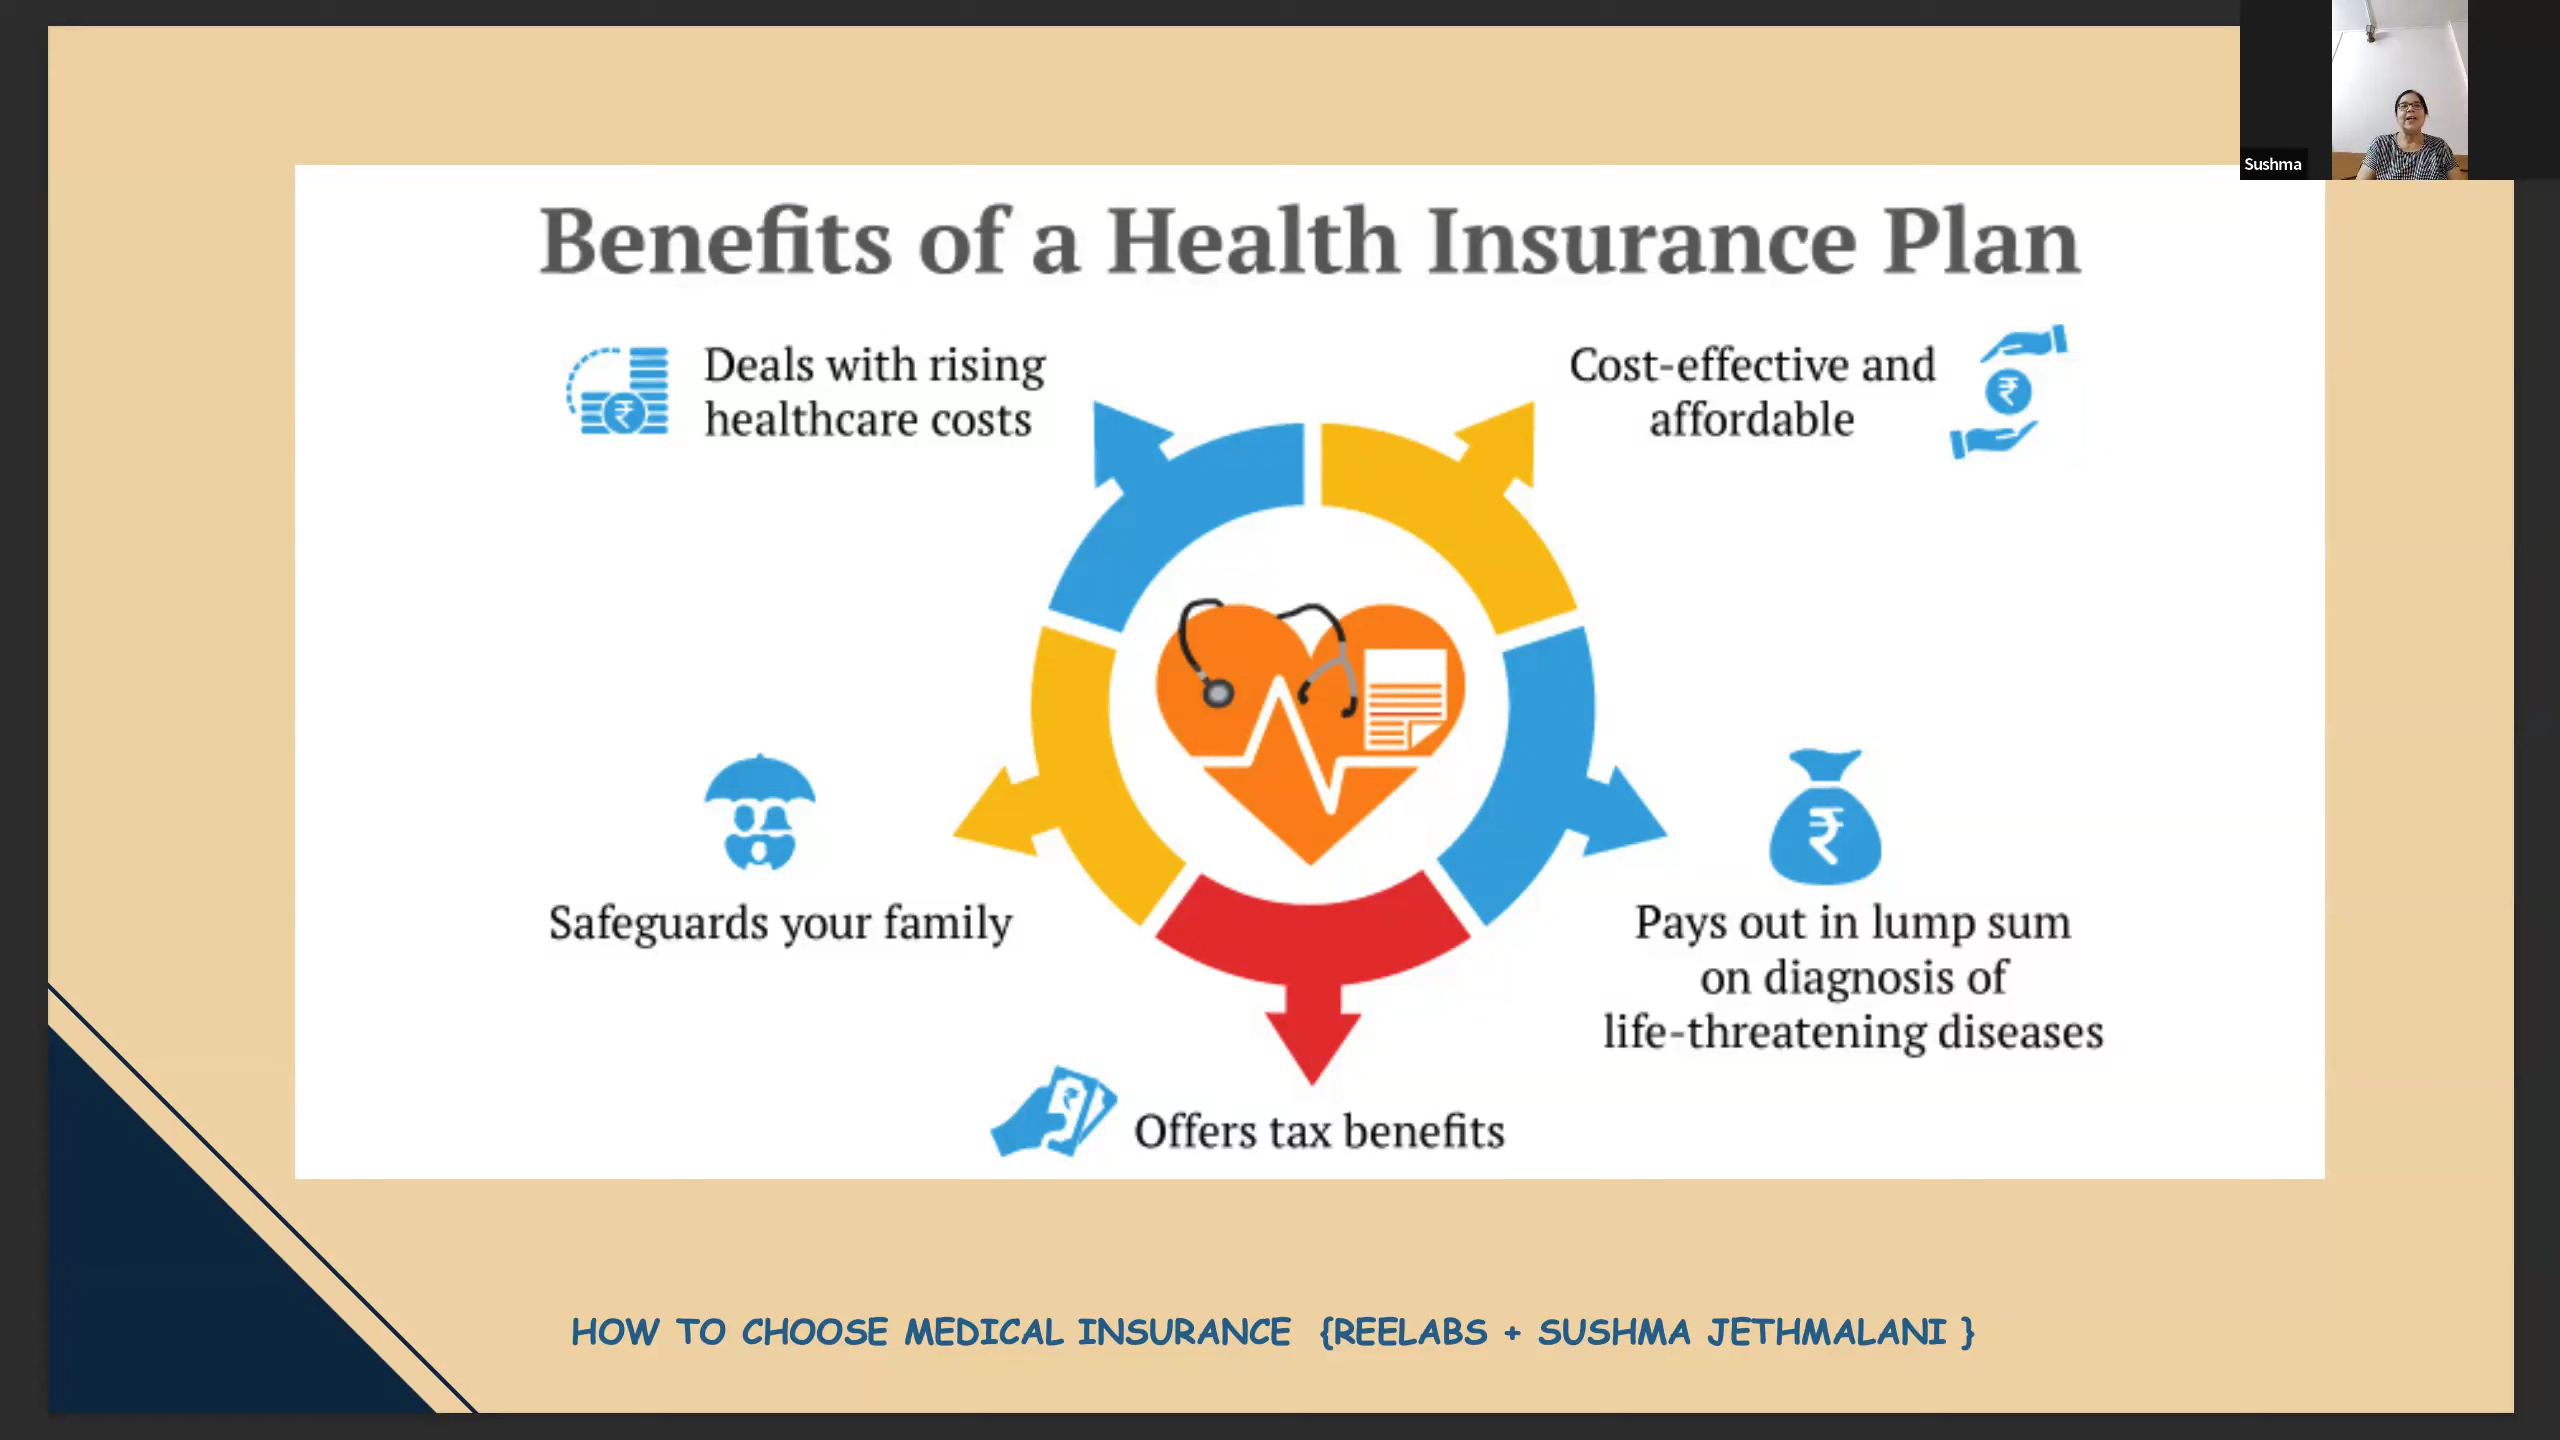 Sushma
Benefits of a Health Insurance Plan
Deals with rising
healthcare costs
Cost-effective and
affordable
Safeguards your family
Pays out in lump sum
on diagnosis of
life-threatening diseases
Offers tax benefits
HOW TO CHOOSE MEDICAL INSURANCE {REELABS + SUSHMA JETHMALANI }